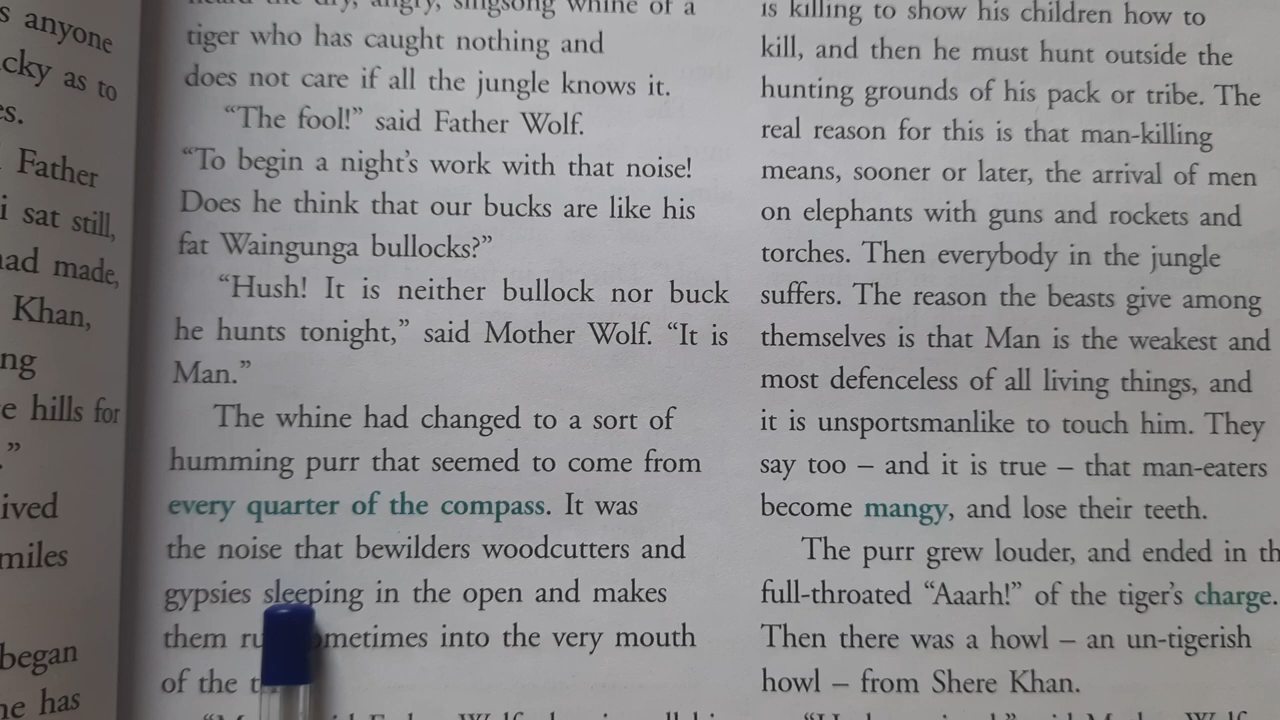 s anyone
cky as to
es.
Father
i sat still,
had made,
Khan,
ng
e hills for
.”
ived
miles
began
he has
heard the dry, angry, singsong whine of a
tiger who has caught nothing and
does not care if all the jungle knows it.
“The fool!” said Father Wolf.
“To begin a night’s work with that noise!
Does he think that our bucks are like his
fat Waingunga bullocks?”
“Hush! It is neither bullock nor buck
he hunts tonight,” said Mother Wolf. “It is
Man.”
The whine had changed to a sort of
humming purr that seemed to come from
every quarter of the compass. It was
the noise that bewilders woodcutters and
gypsies sleeping in the open and makes
them ru ometimes into the very mouth
of the t
is killing to show his children how to
kill, and then he must hunt outside the
hunting grounds of his pack or tribe. The
real reason for this is that man-killing
means, sooner or later, the arrival of men
on elephants with guns and rockets and
torches. Then everybody in the jungle
suffers. The reason the beasts give among
themselves is that Man is the weakest and
most defenceless of all living things, and
it is unsportsmanlike to touch him. They
say too – and it is true – that man-eaters
become mangy, and lose their teeth.
The purr grew louder, and ended in th
full-throated “Aaarh!” of the tiger’s charge.
Then there was a howl – an un-tigerish
howl – from Shere Khan.